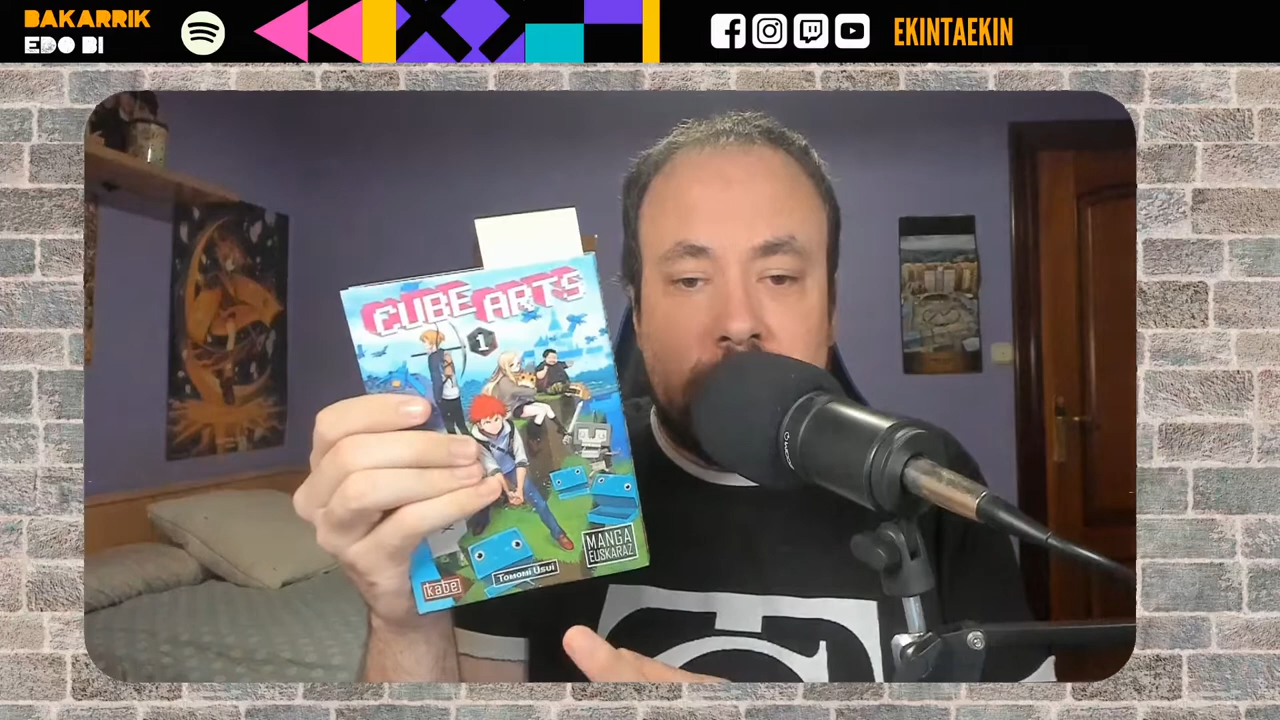 BAKARRIK
EDO BI
EKINTAEKIN
CUBE ARTS
1
MANGA
EUSKARAZ
TOMOMI USUI
kabe